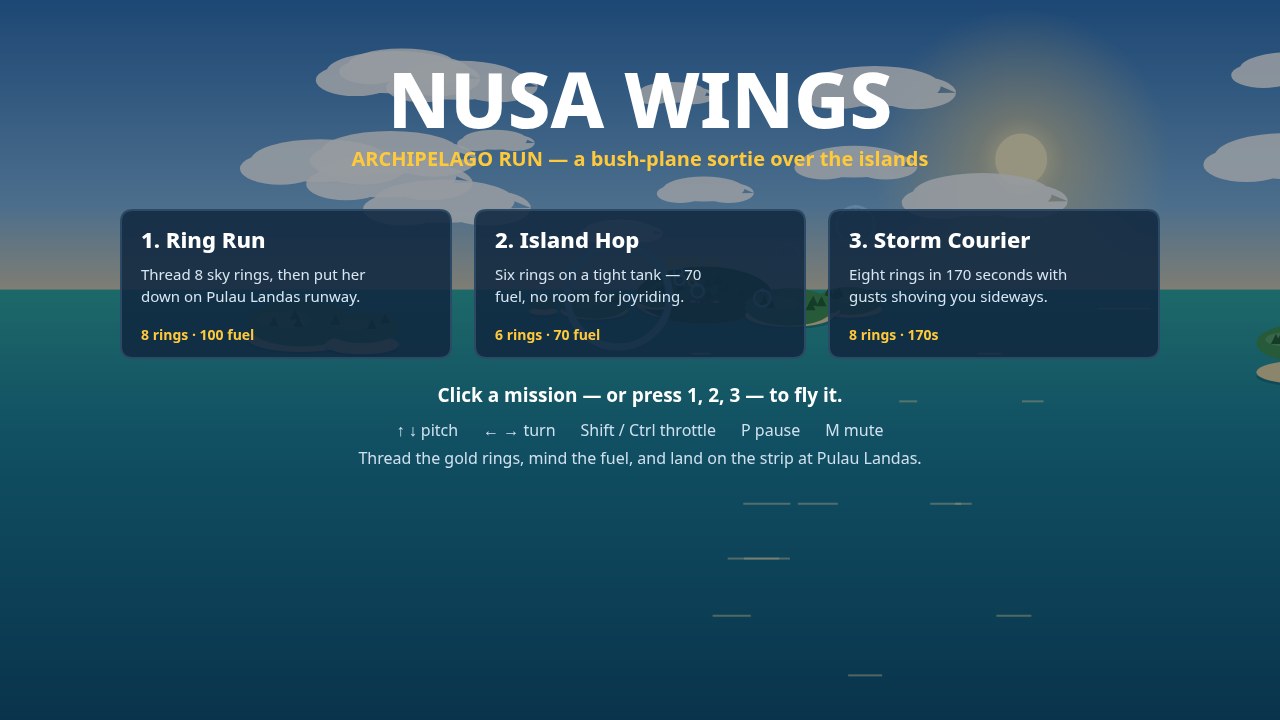 NUSA WINGS
ARCHIPELAGO RUN — a bush-plane sortie over the islands
1. Ring Run
Thread 8 sky rings, then put her
down on Pulau Landas runway.
8 rings · 100 fuel
2. Island Hop
Six rings on a tight tank — 70
fuel, no room for joyriding.
6 rings · 70 fuel
3. Storm Courier
Eight rings in 170 seconds with
gusts shoving you sideways.
8 rings · 170s
Click a mission — or press 1, 2, 3 — to fly it.
↑ ↓ pitch ← → turn Shift / Ctrl throttle P pause M mute
Thread the gold rings, mind the fuel, and land on the strip at Pulau Landas.